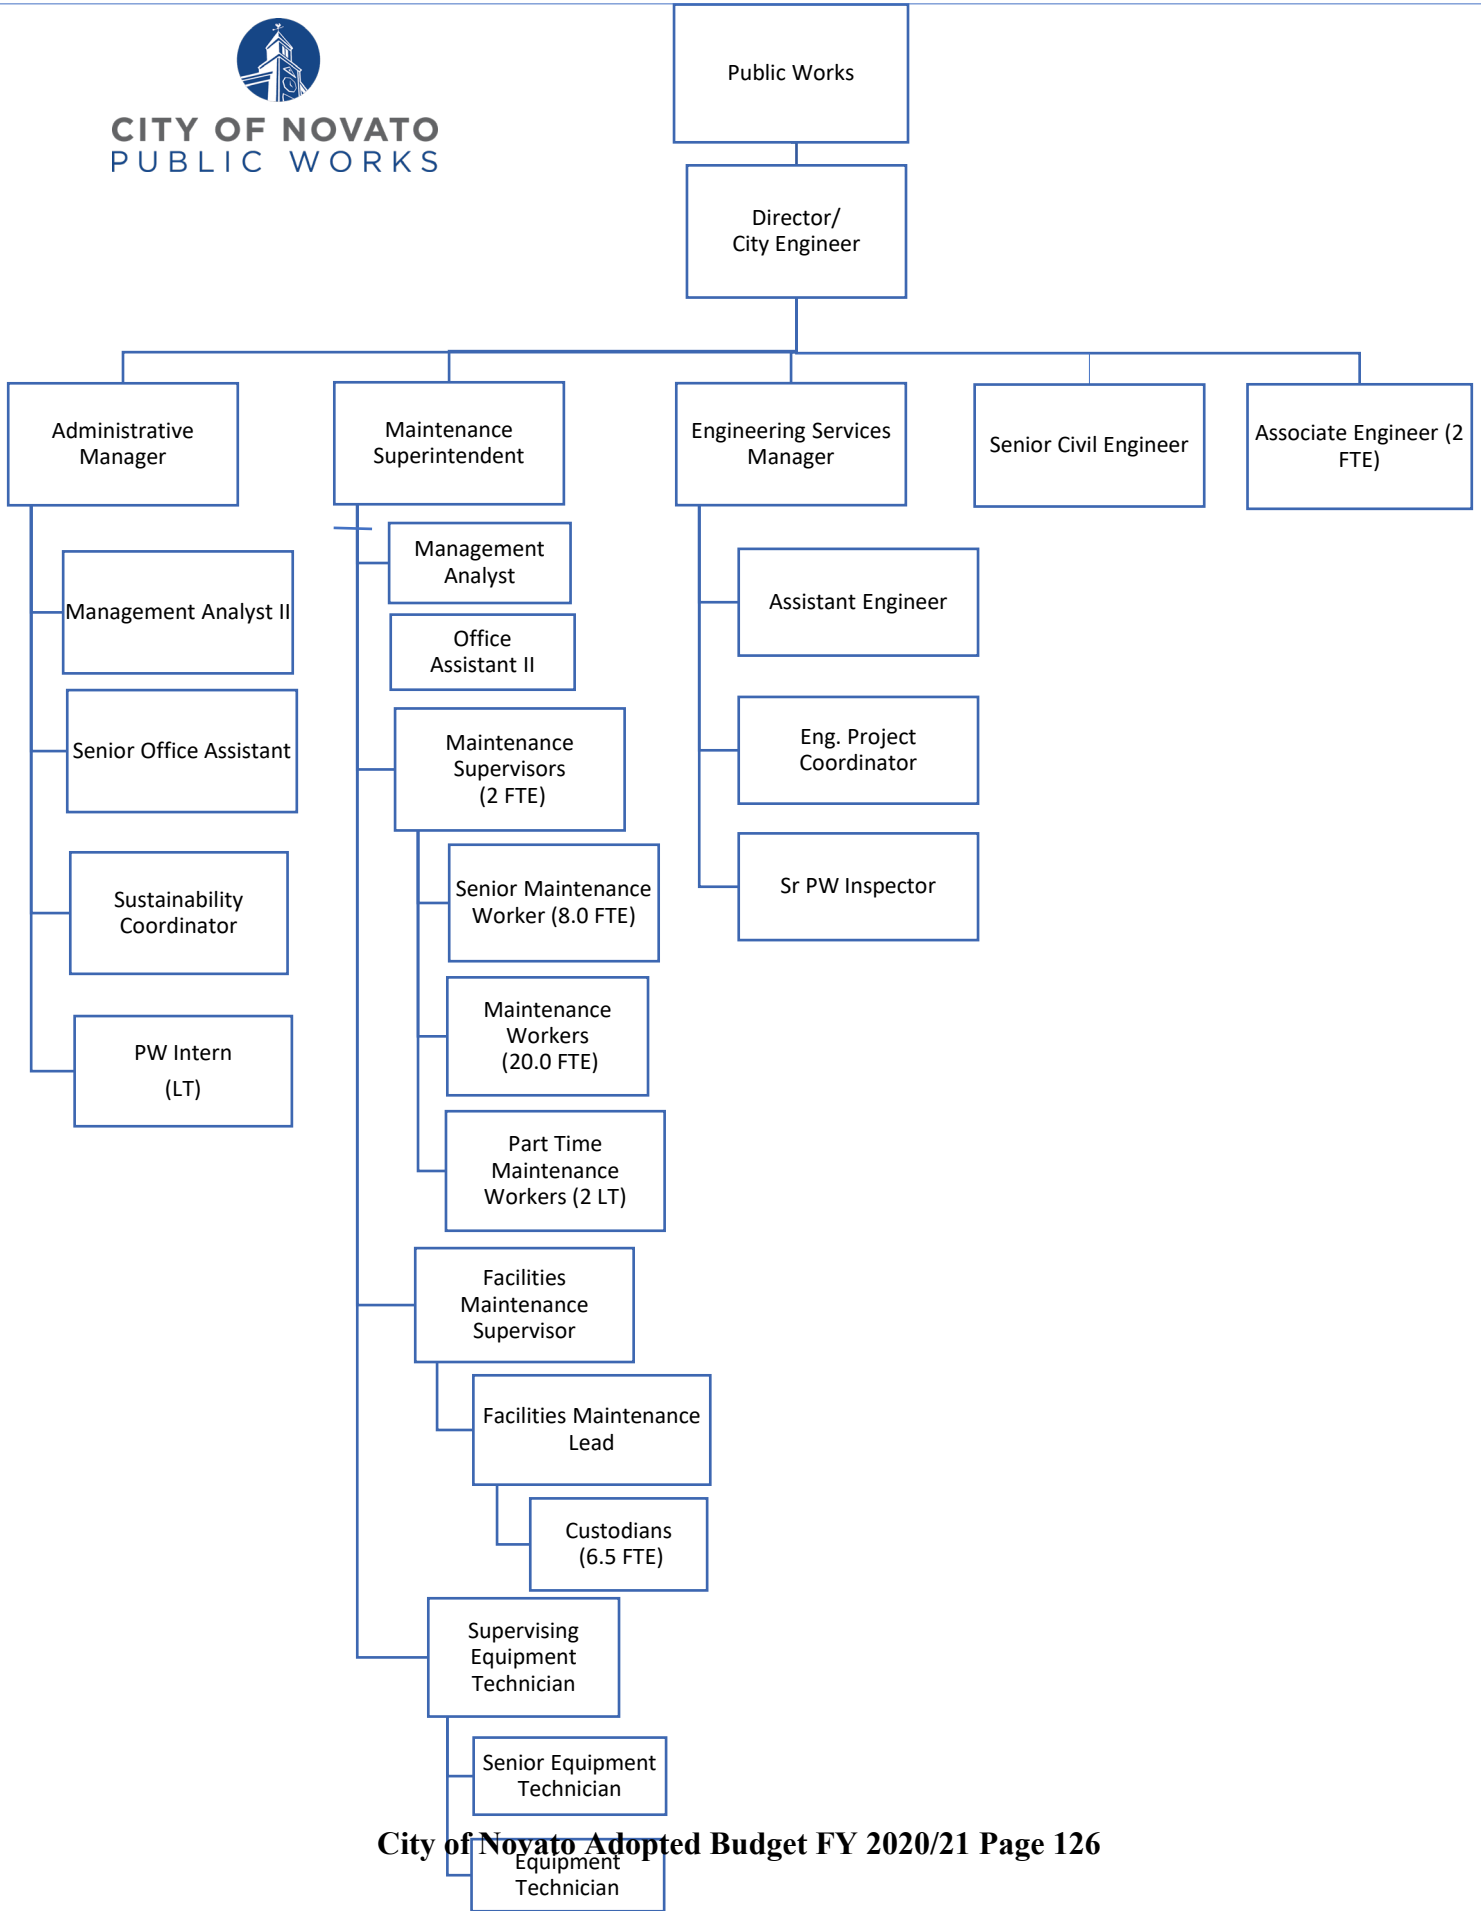 CITY OF NOVATO
PUBLIC WORKS
Public Works
Director/
City Engineer
Administrative
Manager
Maintenance
Superintendent
Engineering Services
Manager
Senior Civil Engineer
Associate Engineer (2
FTE)
Management Analyst II
Senior Office Assistant
Sustainability
Coordinator
PW Intern
(LT)
Management
Analyst
Office
Assistant II
Maintenance
Supervisors
(2 FTE)
Senior Maintenance
Worker (8.0 FTE)
Maintenance
Workers
(20.0 FTE)
Part Time
Maintenance
Workers (2 LT)
Facilities
Maintenance
Supervisor
Facilities Maintenance
Lead
Custodians
(6.5 FTE)
Supervising
Equipment
Technician
Senior Equipment
Technician
Equipment
Technician
Assistant Engineer
Eng. Project
Coordinator
Sr PW Inspector
City of Novato Adopted Budget FY 2020/21 Page 126